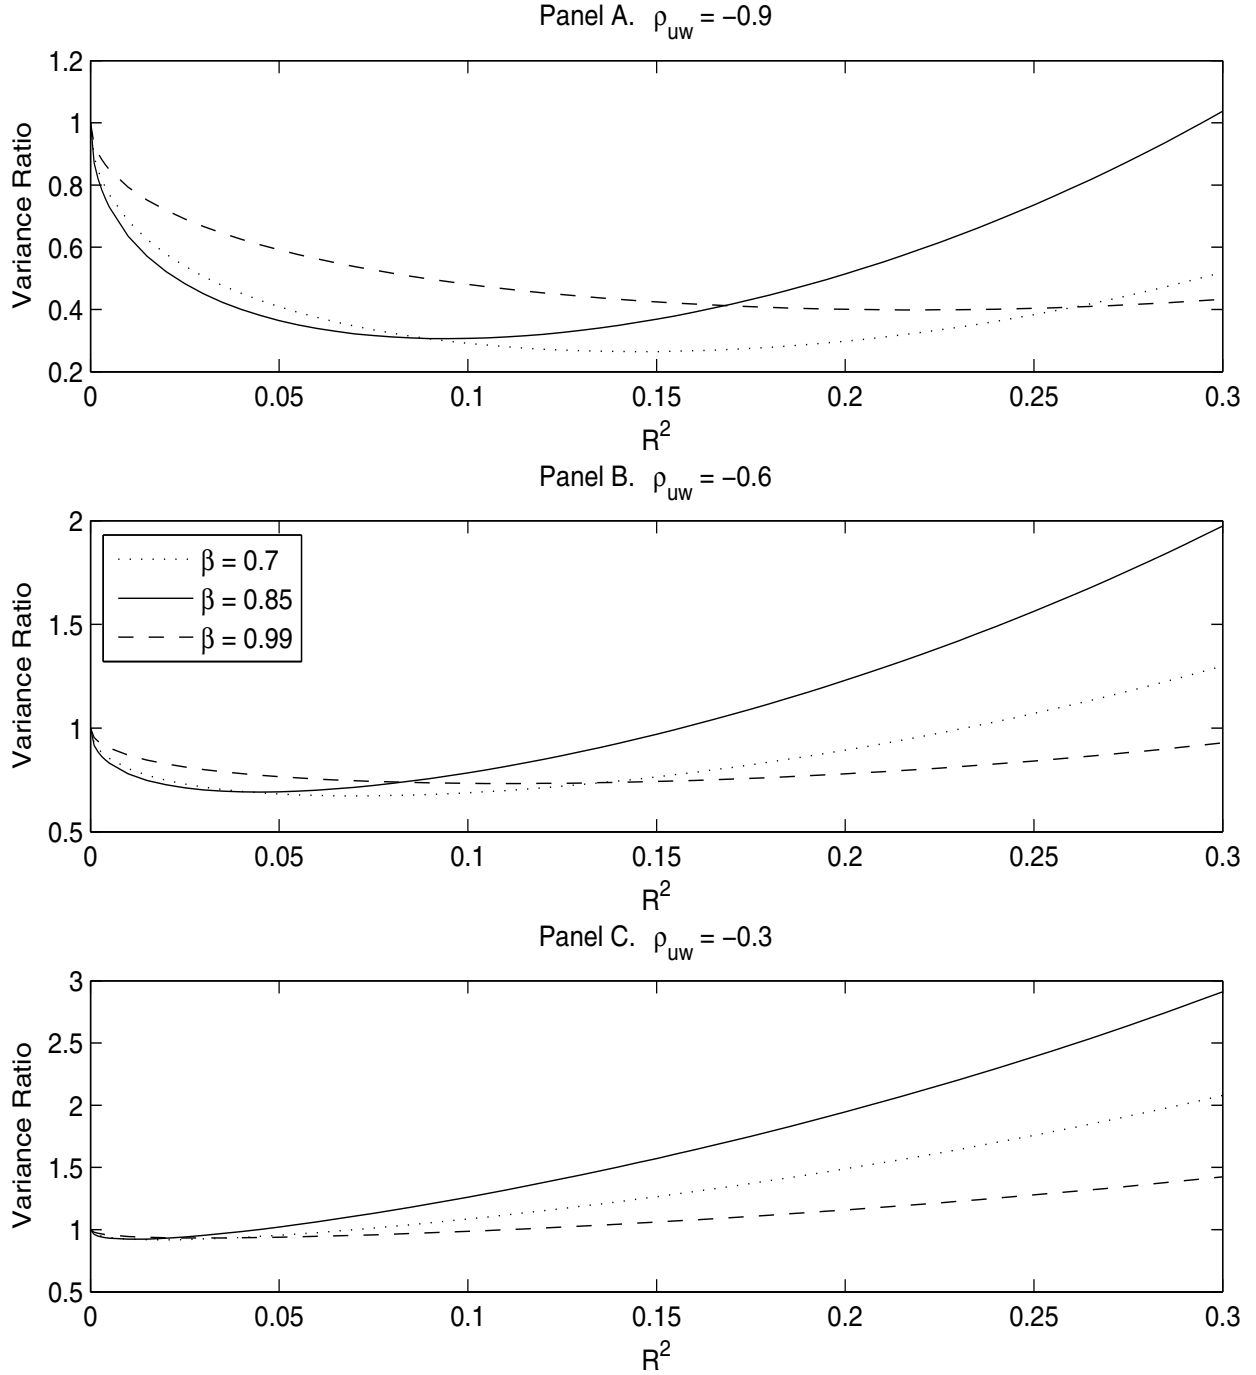 Panel A. ρuw = −0.9
1.2
1
0.8
0.6
0.4
0.2
Variance Ratio
0 0.05 0.1 0.15 0.2 0.25 0.3
R2
Panel B. ρuw = −0.6
2
1.5
1
0.5
Variance Ratio
β = 0.7
β = 0.85
β = 0.99
0 0.05 0.1 0.15 0.2 0.25 0.3
R2
Panel C. ρuw = −0.3
3
2.5
2
1.5
1
0.5
Variance Ratio
0 0.05 0.1 0.15 0.2 0.25 0.3
R2